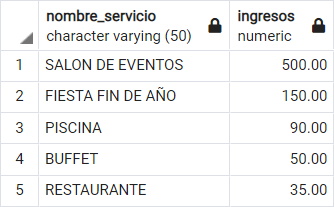 nombre_servicio ingresos
character varying (50) numeric
1 SALON DE EVENTOS 500.00
2 FIESTA FIN DE AÑO 150.00
3 PISCINA 90.00
4 BUFFET 50.00
5 RESTAURANTE 35.00